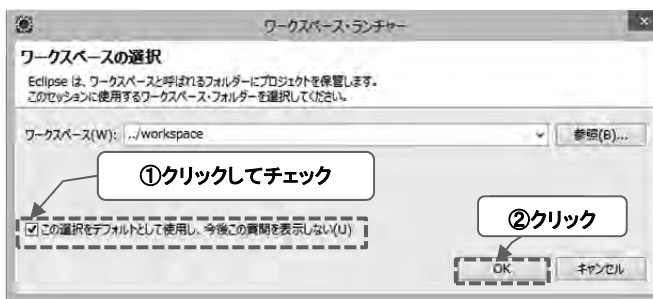 ワークスペース・ランチャー
ワークスペースの選択
Eclipse は、ワークスペースと呼ばれるフォルダーにプロジェクトを保管します。
このセッションに使用するワークスペース・フォルダーを選択してください。
ワークスペース(W): ../workspace 参照(B)...
①クリックしてチェック
この選択をデフォルトとして使用し、今後この質問を表示しない(U)
②クリック
OK キャンセル